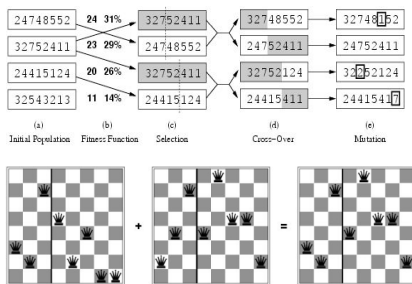 24748552 24 31% 32752411 32748552 32748152
32752411 23 29% 24748552 24752411 24752411
24415124 20 26% 32752411 32752124 32252124
32543213 11 14% 24415124 24415411 24415417
(a) (b) (c) (d) (e)
Initial Population Fitness Function Selection Cross-Over Mutation
+ =